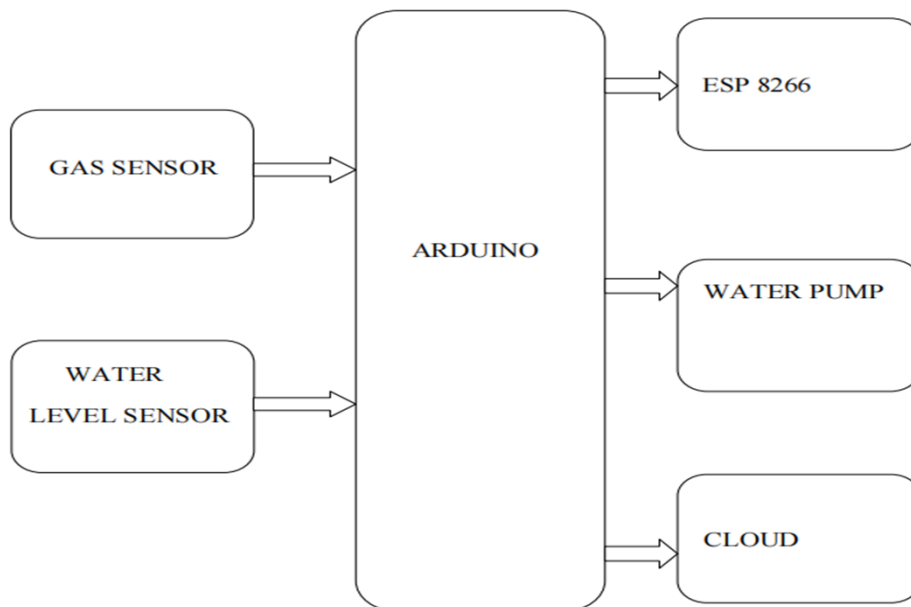 GAS SENSOR
WATER
LEVEL SENSOR
ARDUINO
ESP 8266
WATER PUMP
CLOUD